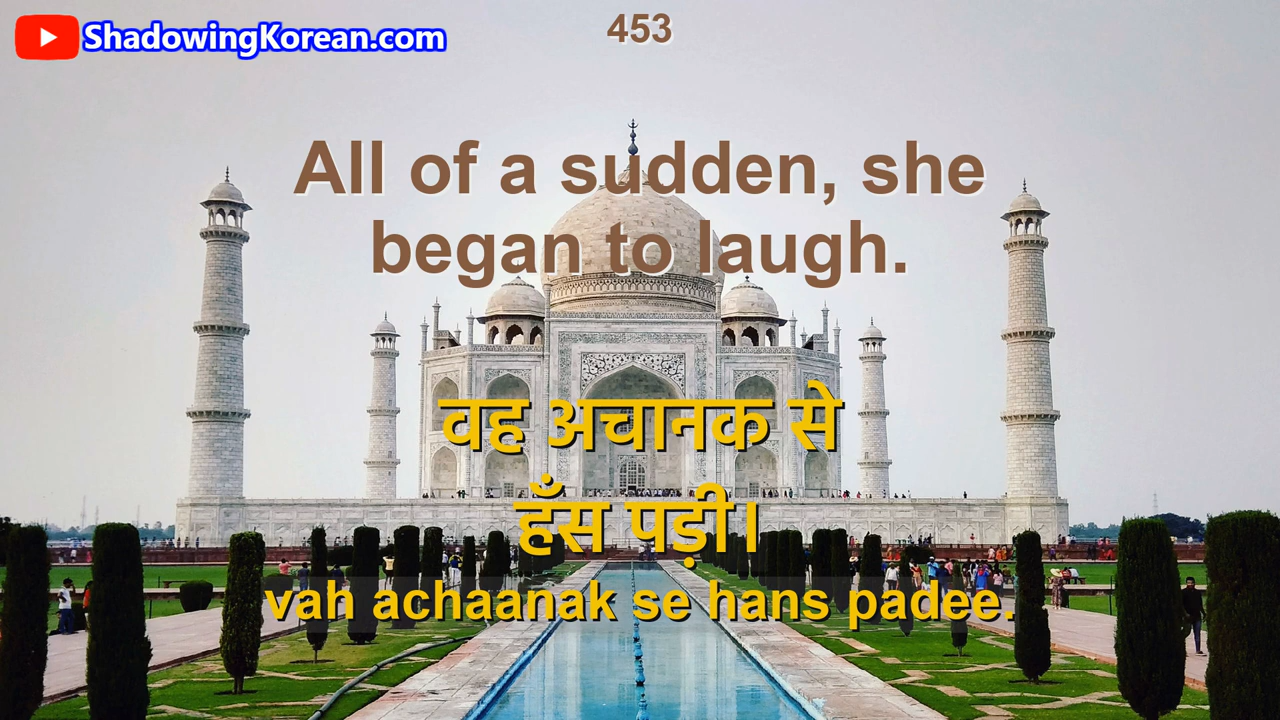 ShadowingKorean.com
453
All of a sudden, she
began to laugh.
वह अचानक से
हँस पड़ी।
vah achaanak se hans padee.